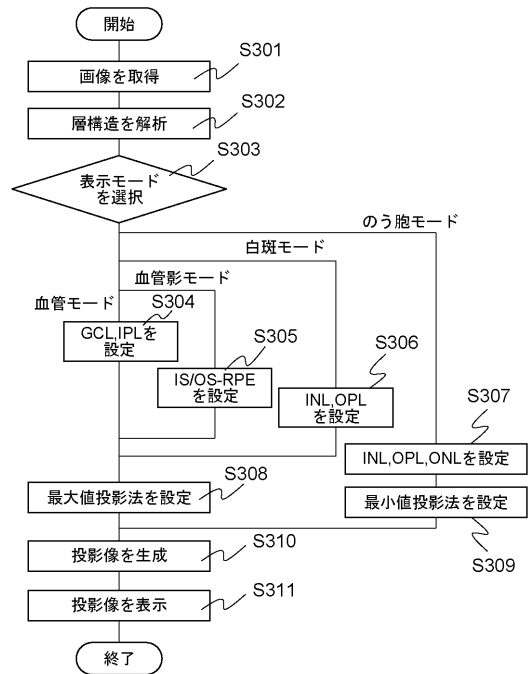 開始
S301
画像を取得
S302
層構造を解析
S303
表示モード
を選択
のう胞モード
白斑モード
血管影モード
血管モード
S304
GCL,IPLを
設定
S305
IS/OS-RPE
を設定
S306
INL,OPL
を設定
S307
INL,OPL,ONLを設定
S308
最大値投影法を設定
最小値投影法を設定
S309
S310
投影像を生成
S311
投影像を表示
終了